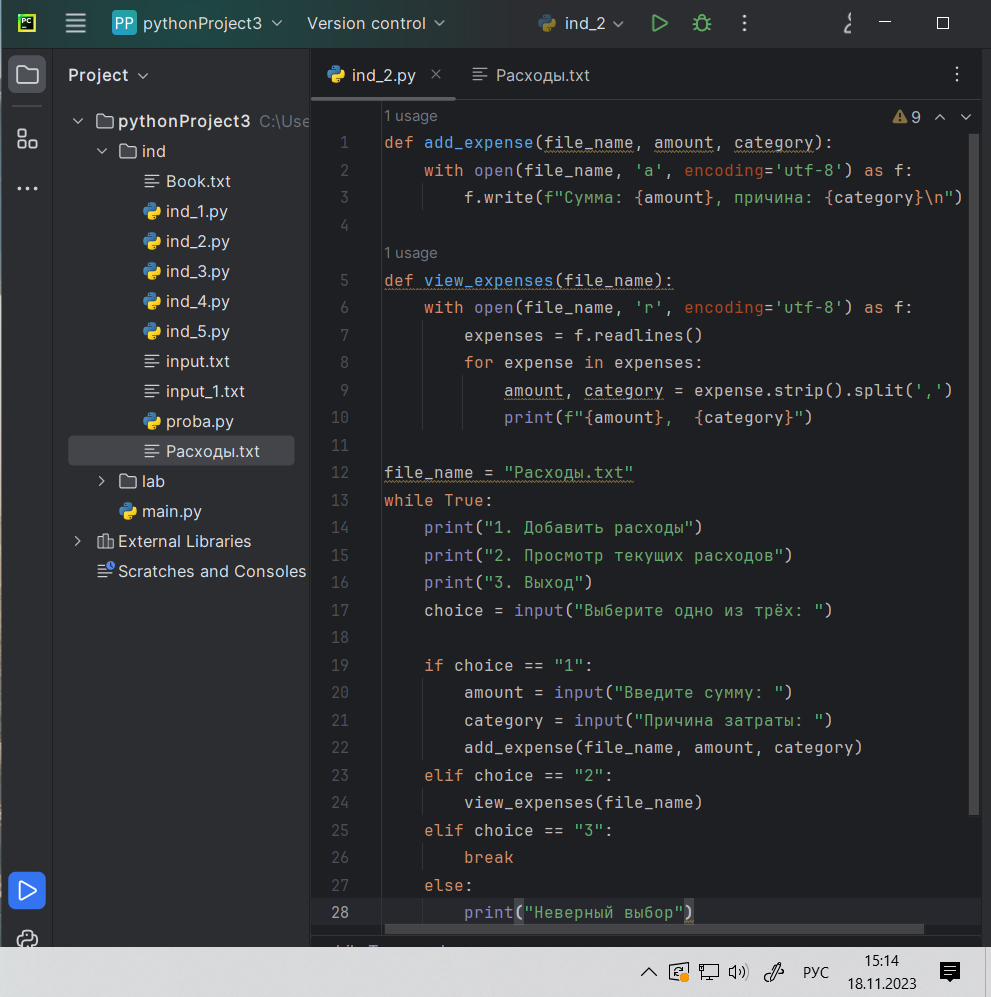 PC
PP pythonProject3 Version control ind_2
Project
ind_2.py Расходы.txt
pythonProject3 C:\Use
ind
Book.txt
ind_1.py
ind_2.py
ind_3.py
ind_4.py
ind_5.py
input.txt
input_1.txt
proba.py
Расходы.txt
lab
main.py
External Libraries
Scratches and Consoles
1 usage 9
1 def add_expense(file_name, amount, category):
2     with open(file_name, 'a', encoding='utf-8') as f:
3         f.write(f"Сумма: {amount}, причина: {category}\n")
4
1 usage
5 def view_expenses(file_name):
6     with open(file_name, 'r', encoding='utf-8') as f:
7         expenses = f.readlines()
8         for expense in expenses:
9             amount, category = expense.strip().split(',')
10             print(f"{amount},  {category}")
11
12 file_name = "Расходы.txt"
13 while True:
14     print("1. Добавить расходы")
15     print("2. Просмотр текущих расходов")
16     print("3. Выход")
17     choice = input("Выберите одно из трёх: ")
18
19     if choice == "1":
20         amount = input("Введите сумму: ")
21         category = input("Причина затраты: ")
22         add_expense(file_name, amount, category)
23     elif choice == "2":
24         view_expenses(file_name)
25     elif choice == "3":
26         break
27     else:
28         print("Неверный выбор")
РУС
15:14
18.11.2023